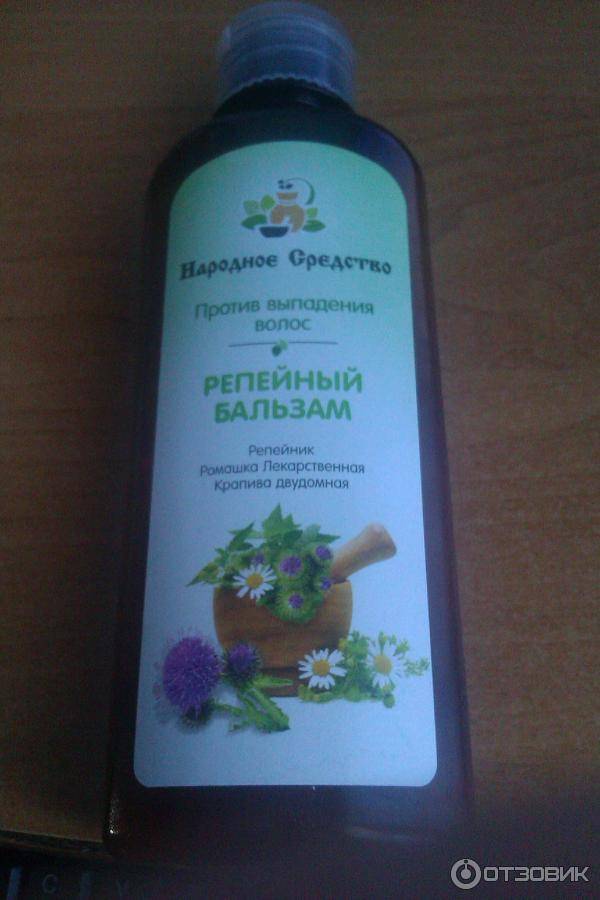 Народное Средство
Против выпадения
волос
РЕПЕЙНЫЙ
БАЛЬЗАМ
Репейник
Ромашка Лекарственная
Крапива двудомная
С
ОТЗОВИК